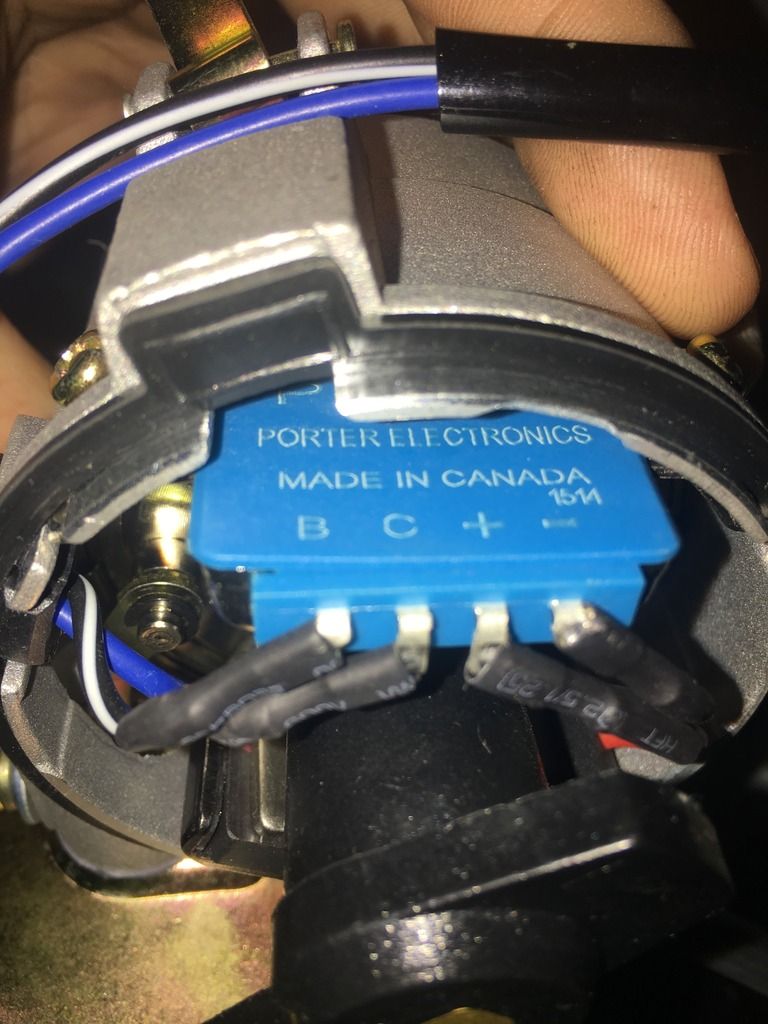 P
PORTER ELECTRONICS
MADE IN CANADA
1514
B C + -